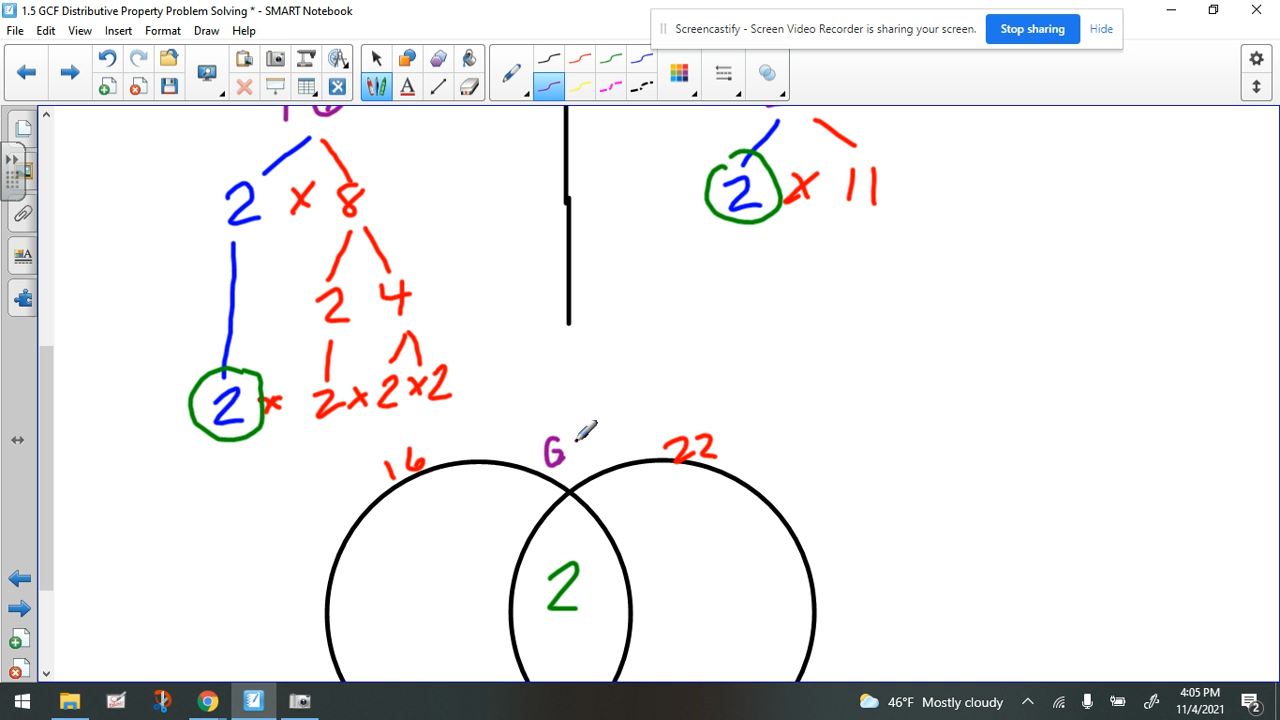 1.5 GCF Distributive Property Problem Solving * - SMART Notebook
Screencastify - Screen Video Recorder is sharing your screen. Stop sharing Hide
File Edit View Insert Format Draw Help
16
2 x 8
2 x 11
2 4
2 x 2 x 2 x 2
16 G 22
2
46°F Mostly cloudy
4:05 PM
11/4/2021
2